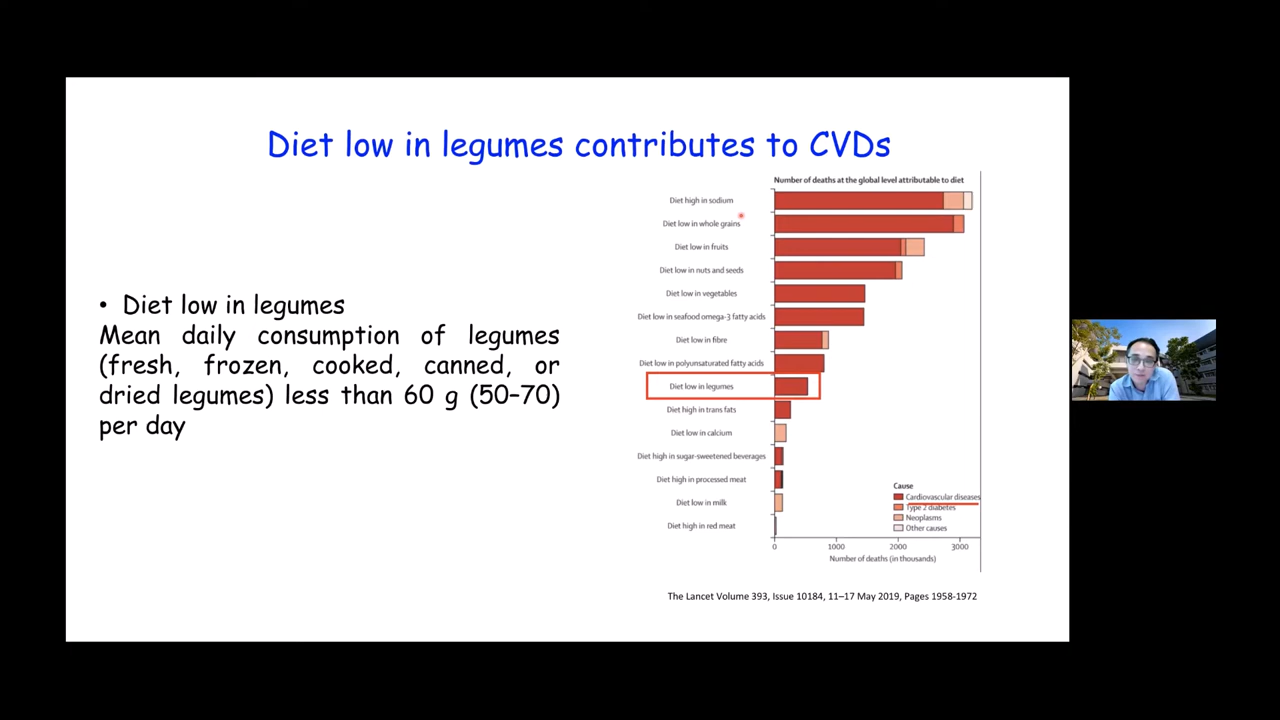 Diet low in legumes contributes to CVDs
• Diet low in legumes
Mean daily consumption of legumes
(fresh, frozen, cooked, canned, or
dried legumes) less than 60 g (50–70)
per day
Number of deaths at the global level attributable to diet
Diet high in sodium
Diet low in whole grains
Diet low in fruits
Diet low in nuts and seeds
Diet low in vegetables
Diet low in seafood omega-3 fatty acids
Diet low in fibre
Diet low in polyunsaturated fatty acids
Diet low in legumes
Diet high in trans fats
Diet low in calcium
Diet high in sugar-sweetened beverages
Diet high in processed meat
Diet low in milk
Diet high in red meat
Cause
Cardiovascular diseases
Type 2 diabetes
Neoplasms
Other causes
0 1000 2000 3000
Number of deaths (in thousands)
The Lancet Volume 393, Issue 10184, 11–17 May 2019, Pages 1958-1972